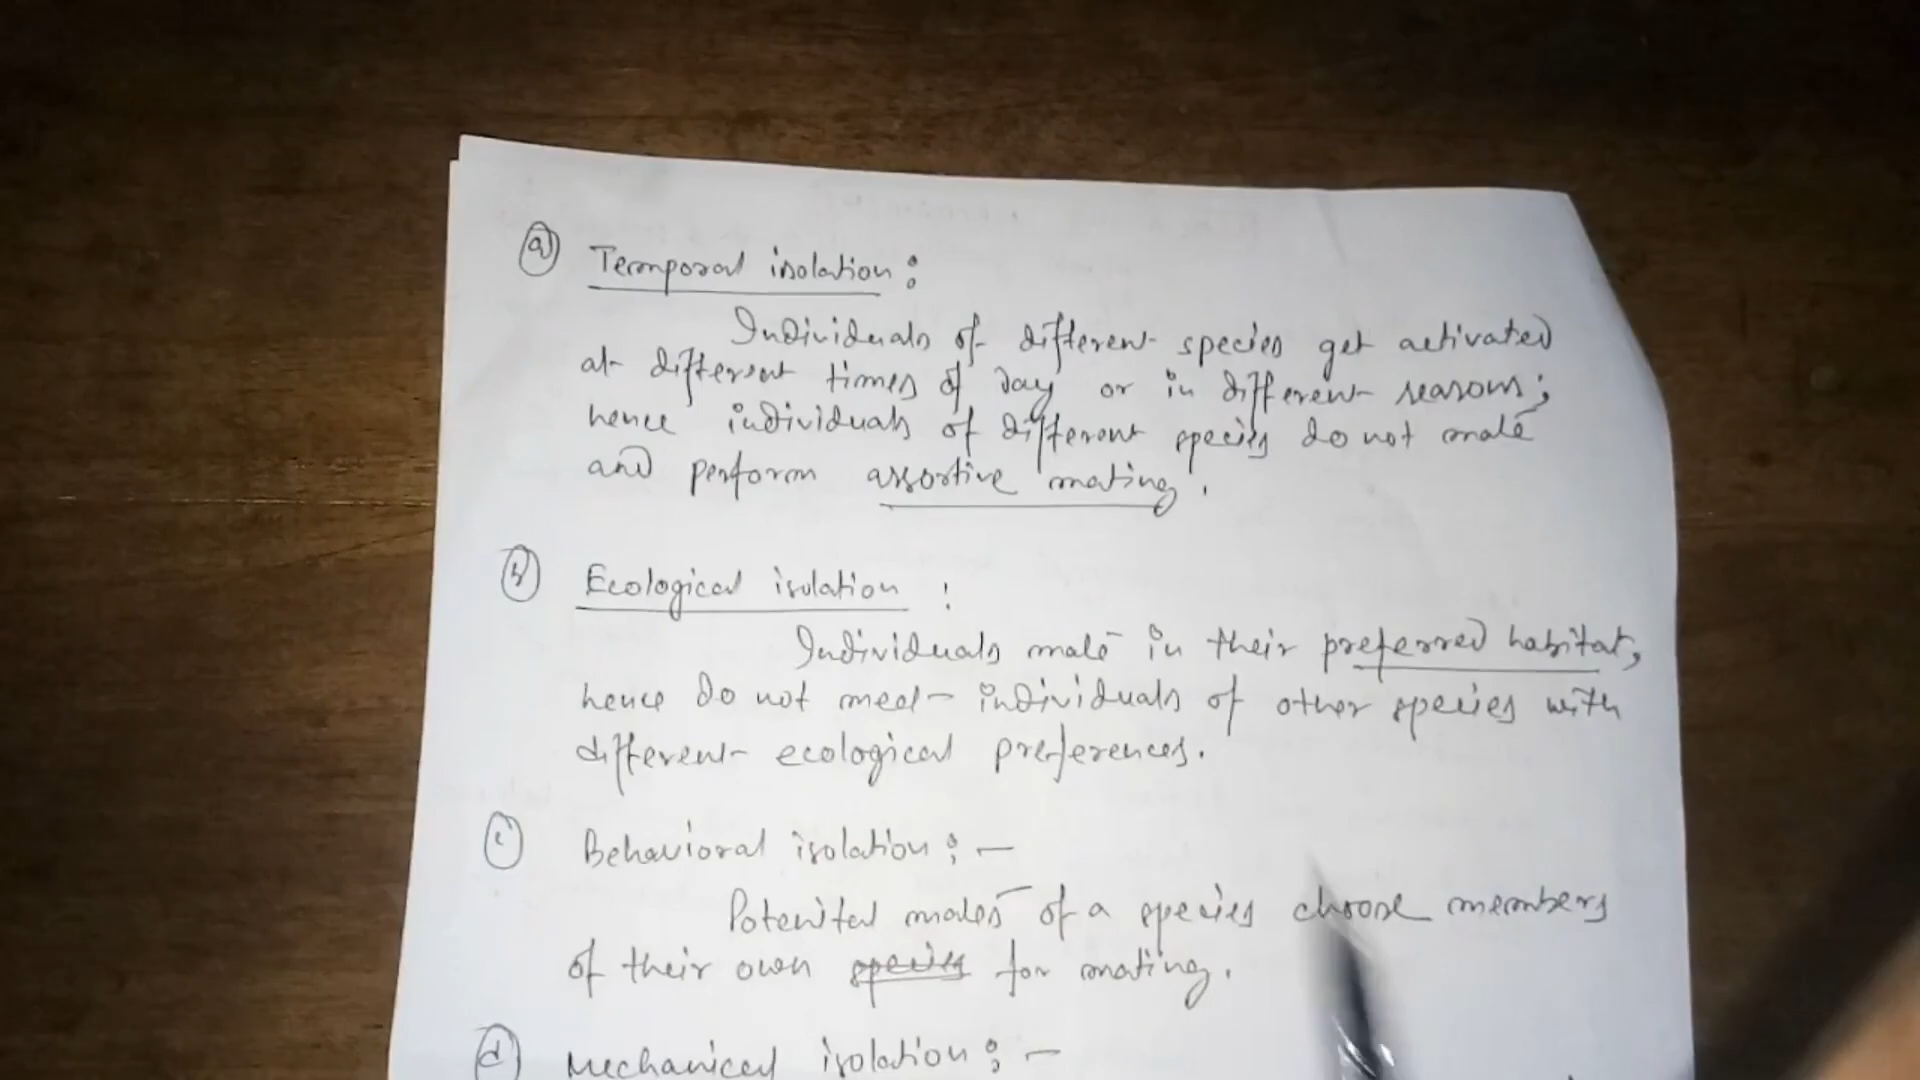 a) Temporal isolation :
Individuals of different species get activated
at different times of day or in different seasons ;
hence individuals of different species do not mate
and perform assortive mating .
b) Ecological isolation :
Individuals mate in their preferred habitat,
hence do not meet individuals of other species with
different ecological preferences.
c) Behavioral isolation : —
Potenital mates of a species choose members
of their own species for mating.
d) Mechanical isolation : —